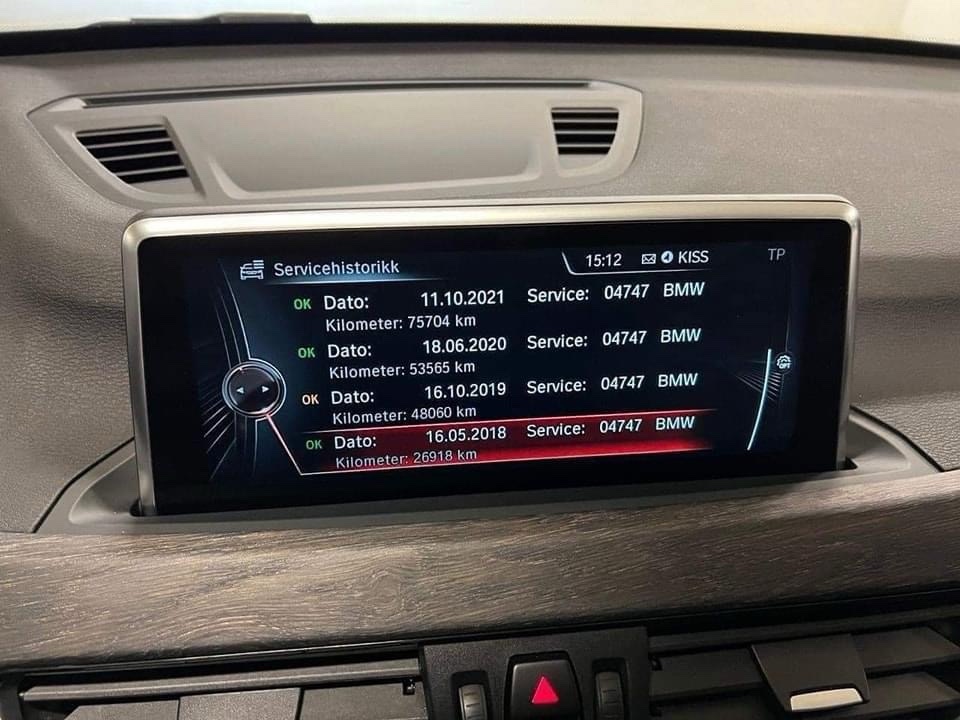 Servicehistorikk 15:12 KISS TP
OK Dato: 11.10.2021 Service: 04747 BMW
Kilometer: 75704 km
OK Dato: 18.06.2020 Service: 04747 BMW
Kilometer: 53565 km
OPT
OK Dato: 16.10.2019 Service: 04747 BMW
Kilometer: 48060 km
OK Dato: 16.05.2018 Service: 04747 BMW
Kilometer: 26918 km